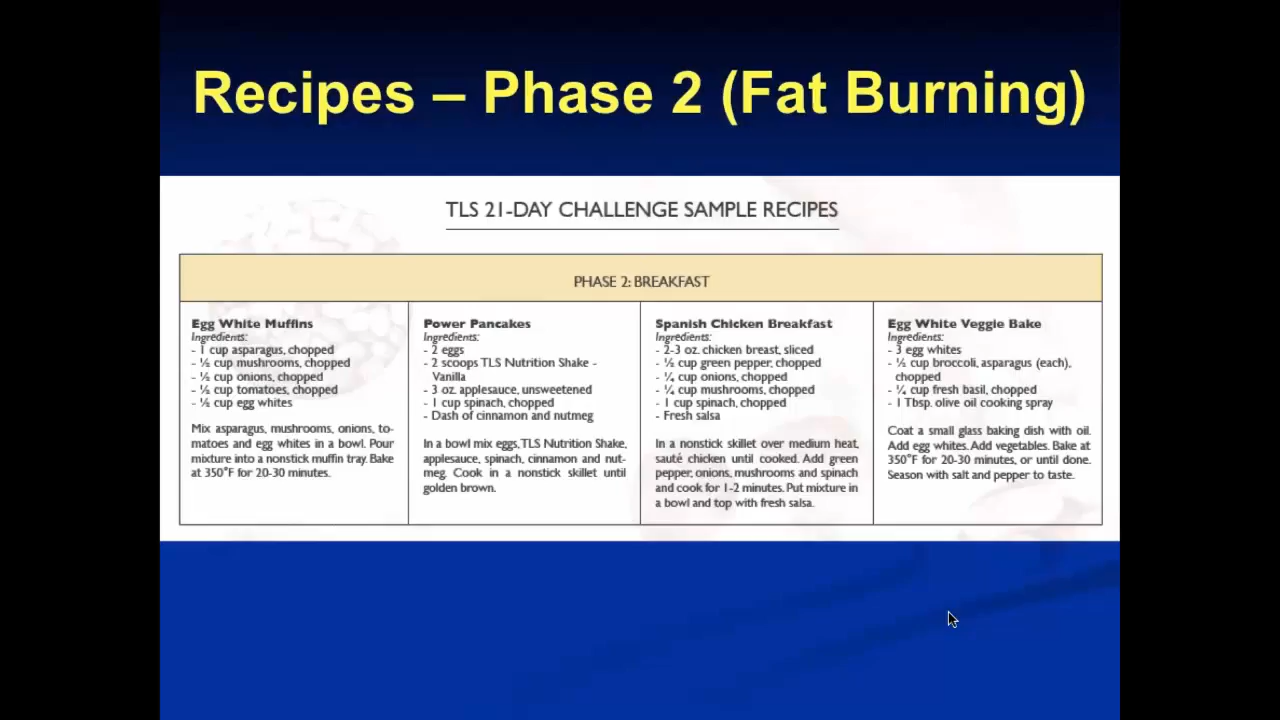 Recipes – Phase 2 (Fat Burning)
TLS 21-DAY CHALLENGE SAMPLE RECIPES
PHASE 2: BREAKFAST
Egg White Muffins
Ingredients:
- 1 cup asparagus, chopped
- ½ cup mushrooms, chopped
- ½ cup onions, chopped
- ½ cup tomatoes, chopped
- ½ cup egg whites
Mix asparagus, mushrooms, onions, to-
matoes and egg whites in a bowl. Pour
mixture into a nonstick muffin tray. Bake
at 350°F for 20-30 minutes.
Power Pancakes
Ingredients:
- 2 eggs
- 2 scoops TLS Nutrition Shake -
Vanilla
- 3 oz. applesauce, unsweetened
- 1 cup spinach, chopped
- Dash of cinnamon and nutmeg
In a bowl mix eggs, TLS Nutrition Shake,
applesauce, spinach, cinnamon and nut-
meg. Cook in a nonstick skillet until
golden brown.
Spanish Chicken Breakfast
Ingredients:
- 2-3 oz. chicken breast, sliced
- ½ cup green pepper, chopped
- ¼ cup onions, chopped
- ¼ cup mushrooms, chopped
- 1 cup spinach, chopped
- Fresh salsa
In a nonstick skillet over medium heat,
sauté chicken until cooked. Add green
pepper, onions, mushrooms and spinach
and cook for 1-2 minutes. Put mixture in
a bowl and top with fresh salsa.
Egg White Veggie Bake
Ingredients:
- 3 egg whites
- ½ cup broccoli, asparagus (each),
chopped
- ¼ cup fresh basil, chopped
- 1 Tbsp. olive oil cooking spray
Coat a small glass baking dish with oil.
Add egg whites. Add vegetables. Bake at
350°F for 20-30 minutes, or until done.
Season with salt and pepper to taste.